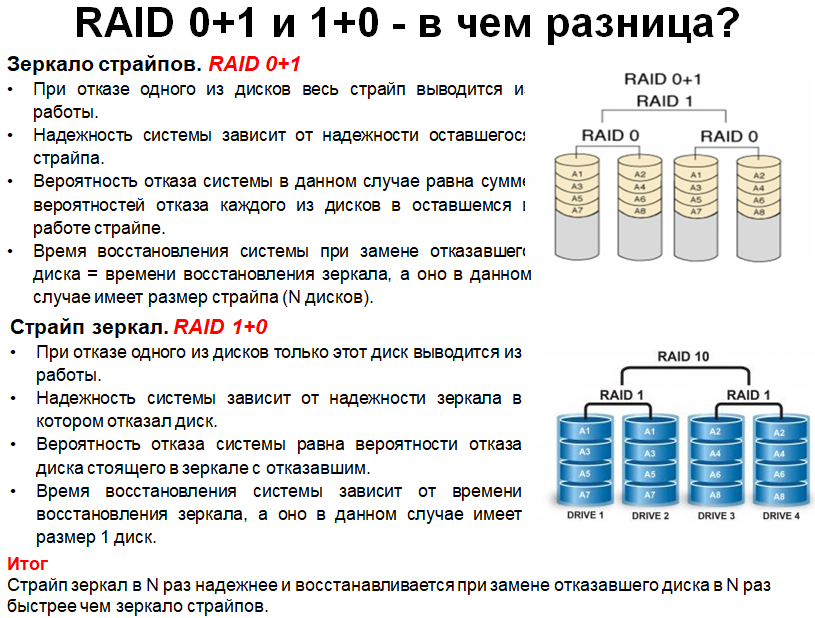 RAID 0+1 и 1+0 - в чем разница?
Зеркало страйпов. RAID 0+1
• При отказе одного из дисков весь страйп выводится из
работы.
• Надежность системы зависит от надежности оставшегося
страйпа.
• Вероятность отказа системы в данном случае равна сумме
вероятностей отказа каждого из дисков в оставшемся в
работе страйпе.
• Время восстановления системы при замене отказавшего
диска = времени восстановления зеркала, а оно в данном
случае имеет размер страйпа (N дисков).
RAID 0+1
RAID 1
RAID 0 RAID 0
A1 A2 A1 A2
A3 A4 A3 A4
A5 A6 A5 A6
A7 A8 A7 A8
Страйп зеркал. RAID 1+0
• При отказе одного из дисков только этот диск выводится из
работы.
• Надежность системы зависит от надежности зеркала в
котором отказал диск.
• Вероятность отказа системы равна вероятности отказа
диска стоящего в зеркале с отказавшим.
• Время восстановления системы зависит от времени
восстановления зеркала, а оно в данном случае имеет
размер 1 диск.
RAID 10
RAID 1 RAID 1
A1 A1 A2 A2
A3 A3 A4 A4
A5 A5 A6 A6
A7 A7 A8 A8
DRIVE 1 DRIVE 2 DRIVE 3 DRIVE 4
Итог
Страйп зеркал в N раз надежнее и восстанавливается при замене отказавшего диска в N раз
быстрее чем зеркало страйпов.